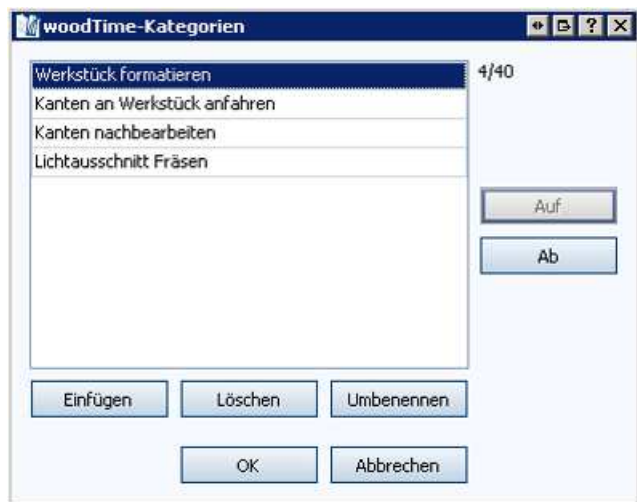 woodTime-Kategorien
Werkstück formatieren
4/40
Kanten an Werkstück anfahren
Kanten nachbearbeiten
Lichtausschnitt Fräsen
Auf
Ab
Einfügen Löschen Umbenennen
OK Abbrechen